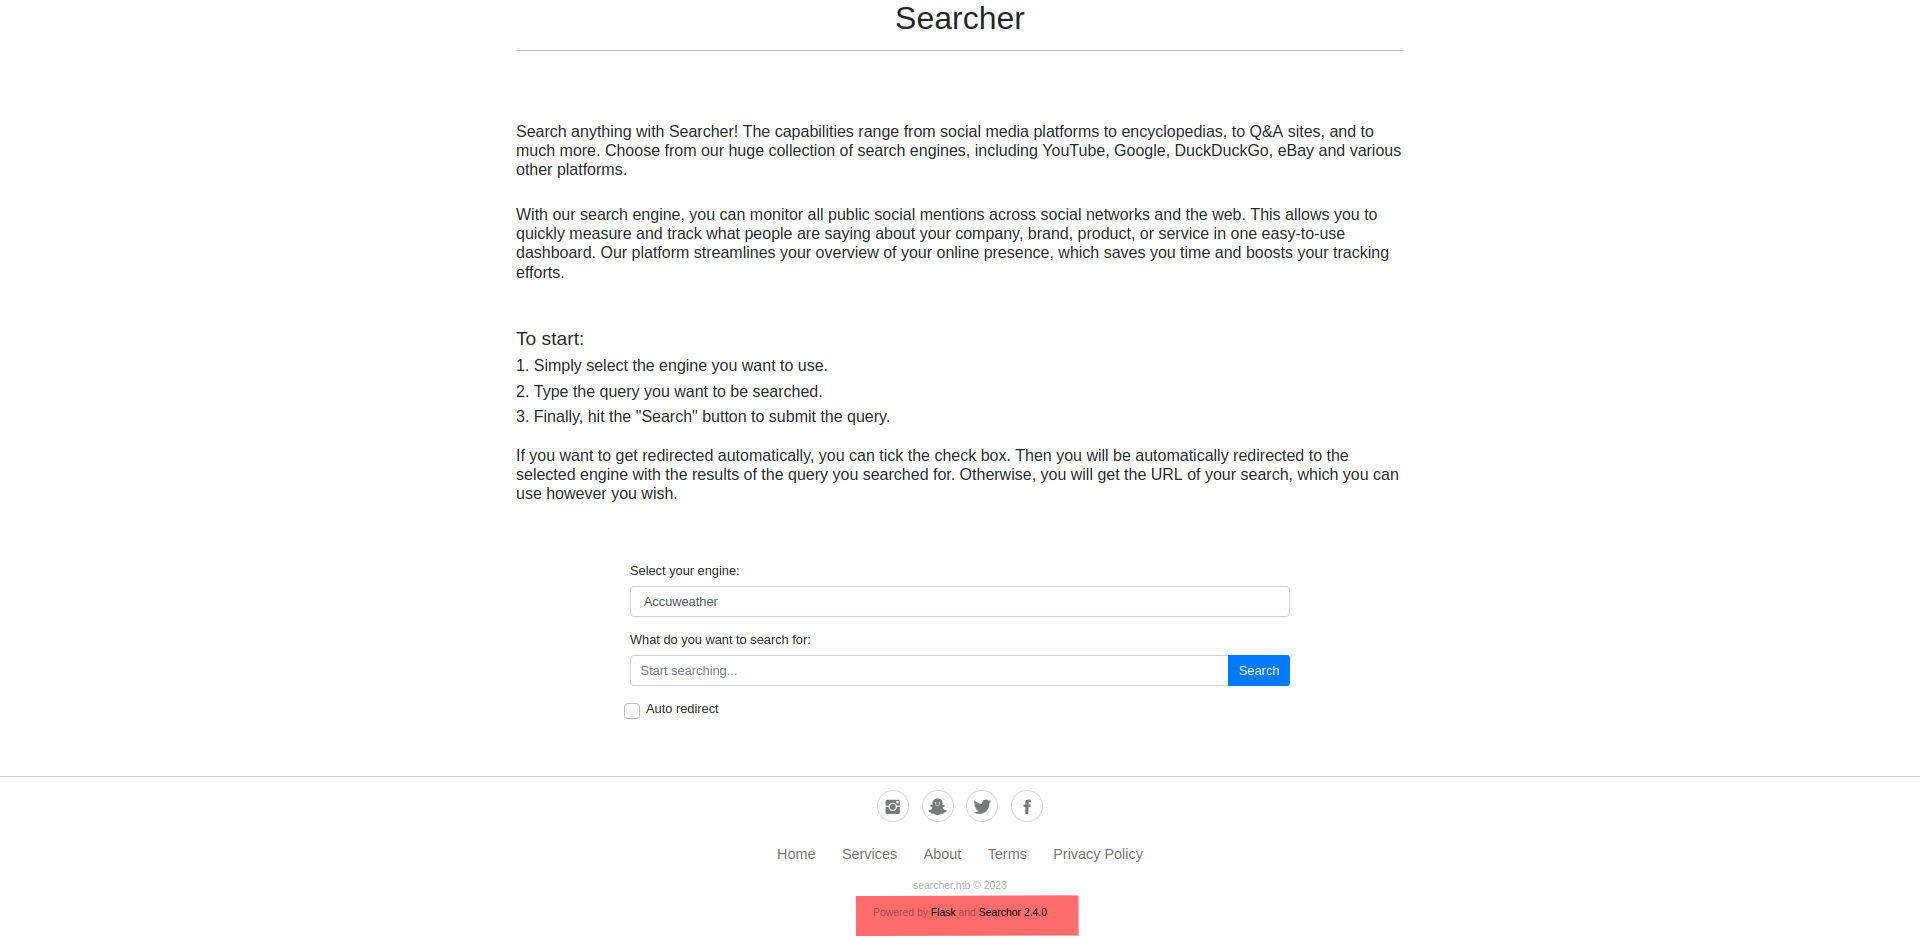 Searcher
Search anything with Searcher! The capabilities range from social media platforms to encyclopedias, to Q&A sites, and to
much more. Choose from our huge collection of search engines, including YouTube, Google, DuckDuckGo, eBay and various
other platforms.
With our search engine, you can monitor all public social mentions across social networks and the web. This allows you to
quickly measure and track what people are saying about your company, brand, product, or service in one easy-to-use
dashboard. Our platform streamlines your overview of your online presence, which saves you time and boosts your tracking
efforts.
To start:
1. Simply select the engine you want to use.
2. Type the query you want to be searched.
3. Finally, hit the "Search" button to submit the query.
If you want to get redirected automatically, you can tick the check box. Then you will be automatically redirected to the
selected engine with the results of the query you searched for. Otherwise, you will get the URL of your search, which you can
use however you wish.
Select your engine:
Accuweather
What do you want to search for:
Start searching... Search
Auto redirect
Home Services About Terms Privacy Policy
searcher.htb © 2023
Powered by Flask and Searchor 2.4.0